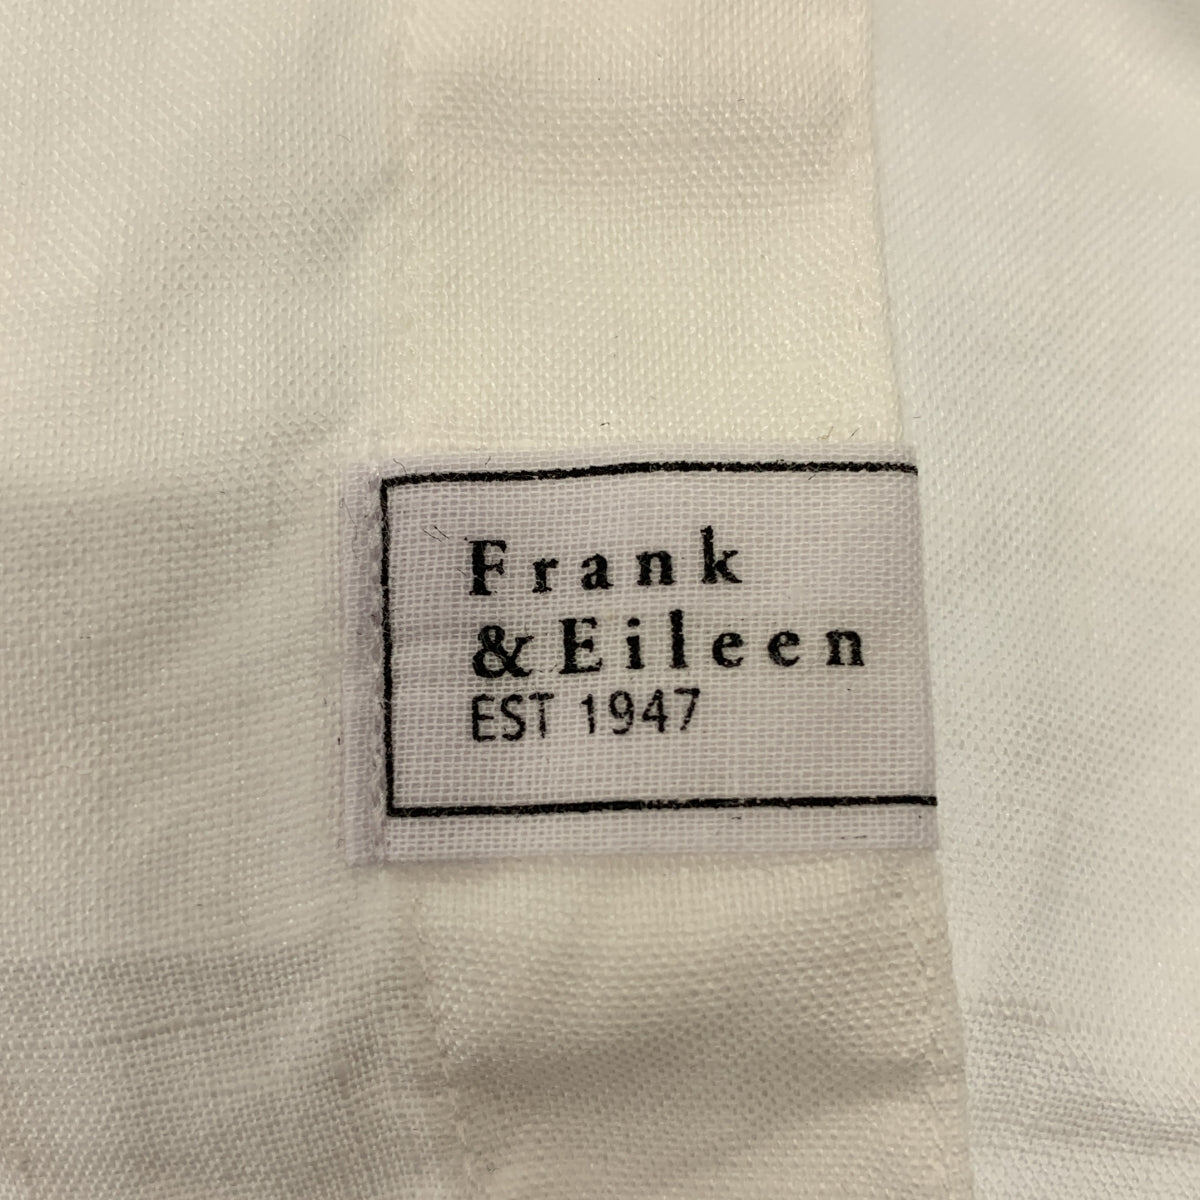 Frank
& Eileen
EST 1947